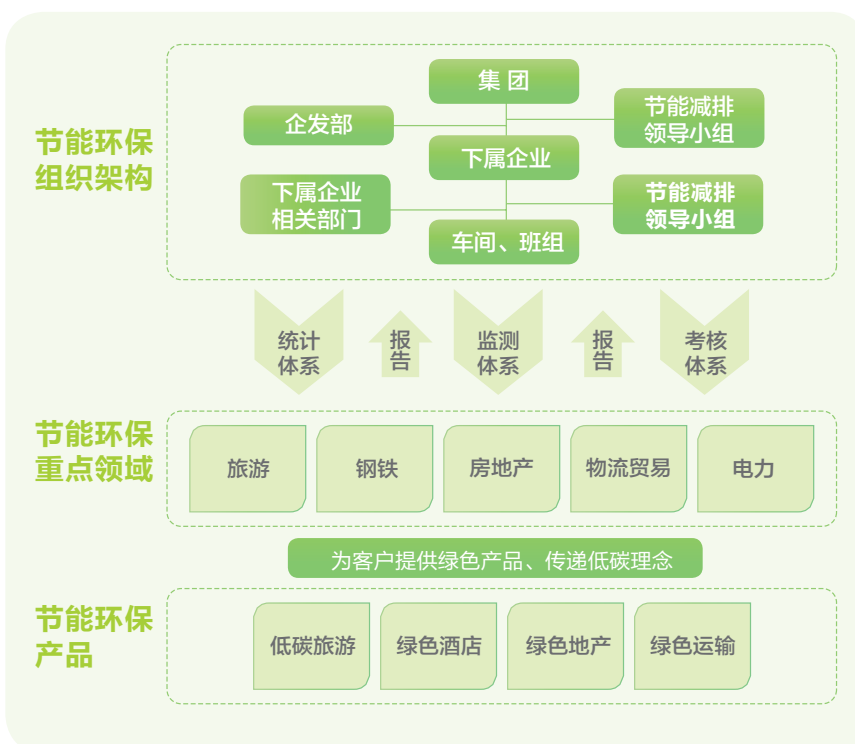 节能环保
组织架构
集 团
企发部
节能减排
领导小组
下属企业
下属企业
相关部门
节能减排
领导小组
车间、班组
统计
体系
报
告
监测
体系
报
告
考核
体系
节能环保
重点领域
旅游
钢铁
房地产
物流贸易
电力
为客户提供绿色产品、传递低碳理念
节能环保
产品
低碳旅游
绿色酒店
绿色地产
绿色运输